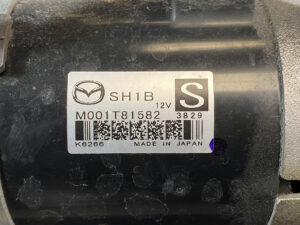 SH1B 12V S
M001T81582 3829
K6266 MADE IN JAPAN